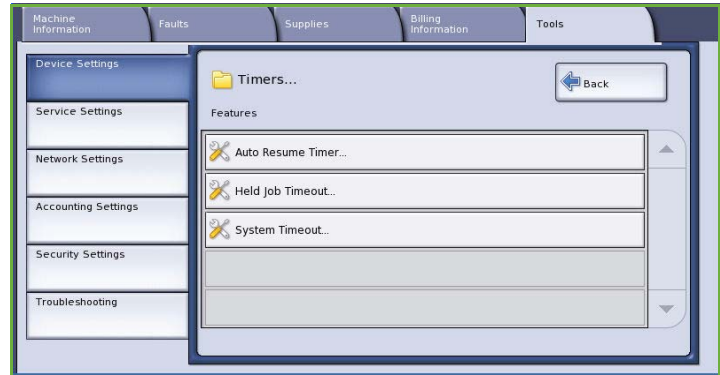 Machine
Information
Faults
Supplies
Billing
Information
Tools
Device Settings
Service Settings
Network Settings
Accounting Settings
Security Settings
Troubleshooting
Timers...
Back
Features
Auto Resume Timer...
Held Job Timeout...
System Timeout...